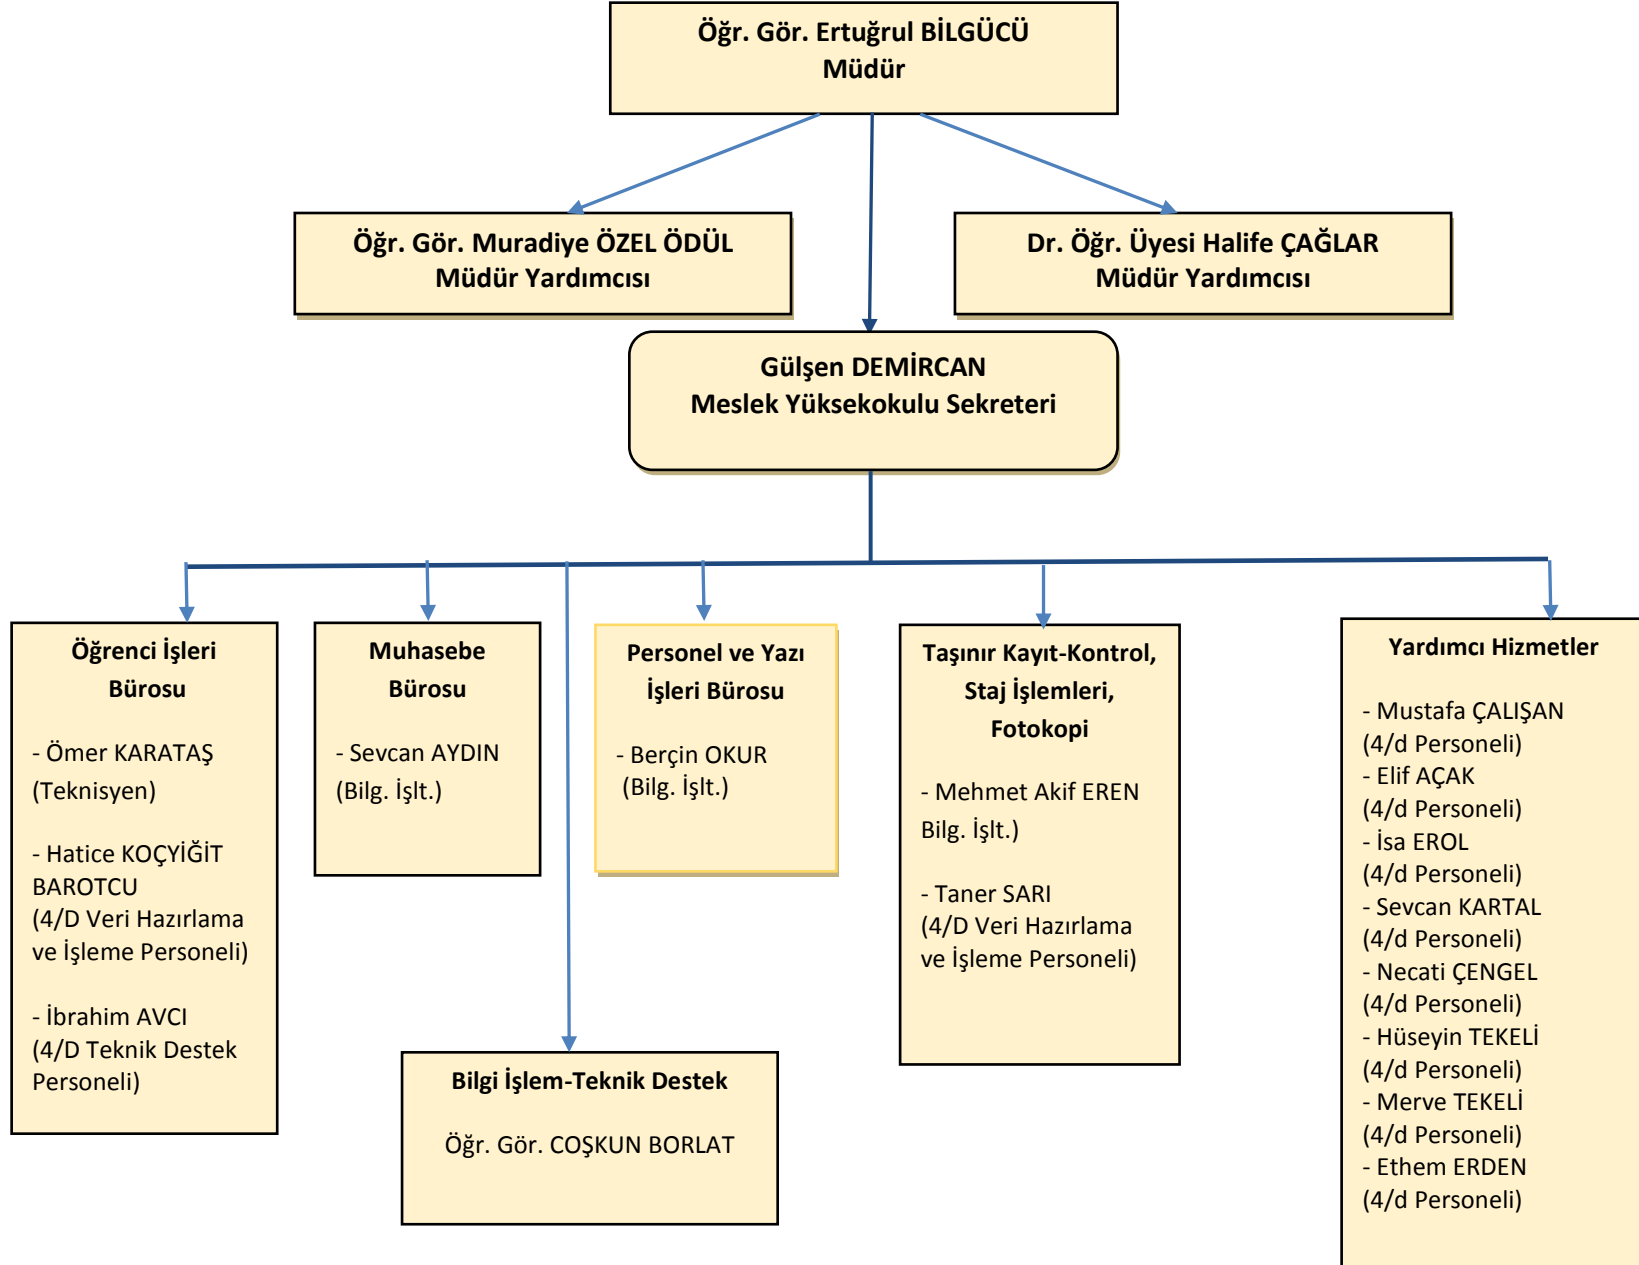 Öğr. Gör. Ertuğrul BİLGÜCÜ
Müdür
Öğr. Gör. Muradiye ÖZEL ÖDÜL
Müdür Yardımcısı
Dr. Öğr. Üyesi Halife ÇAĞLAR
Müdür Yardımcısı
Gülşen DEMİRCAN
Meslek Yüksekokulu Sekreteri
Öğrenci İşleri
Bürosu
- Ömer KARATAŞ
(Teknisyen)
- Hatice KOÇYİĞİT
BAROTCU
(4/D Veri Hazırlama
ve İşleme Personeli)
- İbrahim AVCI
(4/D Teknik Destek
Personeli)
Muhasebe
Bürosu
- Sevcan AYDIN
(Bilg. İşlt.)
Bilgi İşlem-Teknik Destek
Öğr. Gör. COŞKUN BORLAT
Personel ve Yazı
İşleri Bürosu
- Berçin OKUR
(Bilg. İşlt.)
Taşınır Kayıt-Kontrol,
Staj İşlemleri,
Fotokopi
- Mehmet Akif EREN
Bilg. İşlt.)
- Taner SARI
(4/D Veri Hazırlama
ve İşleme Personeli)
Yardımcı Hizmetler
- Mustafa ÇALIŞAN
(4/d Personeli)
- Elif AÇAK
(4/d Personeli)
- İsa EROL
(4/d Personeli)
- Sevcan KARTAL
(4/d Personeli)
- Necati ÇENGEL
(4/d Personeli)
- Hüseyin TEKELİ
(4/d Personeli)
- Merve TEKELİ
(4/d Personeli)
- Ethem ERDEN
(4/d Personeli)